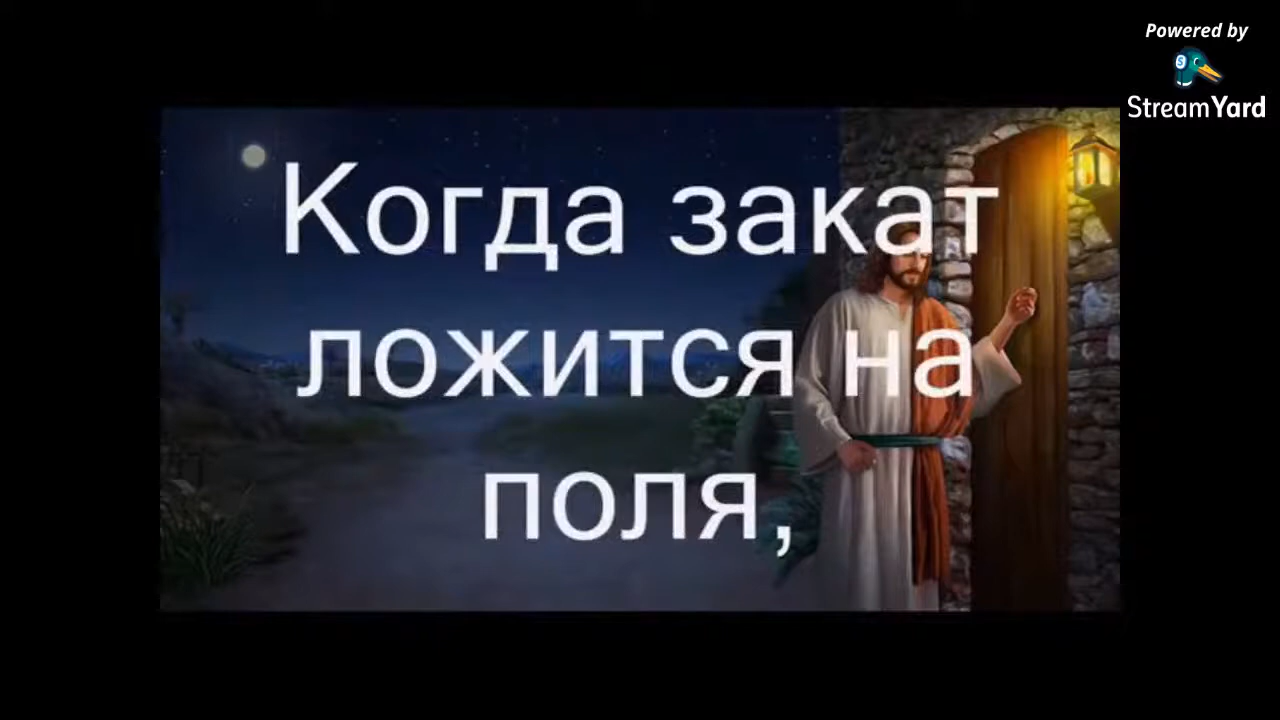 Powered by
StreamYard
Когда закат
ложится на
поля,